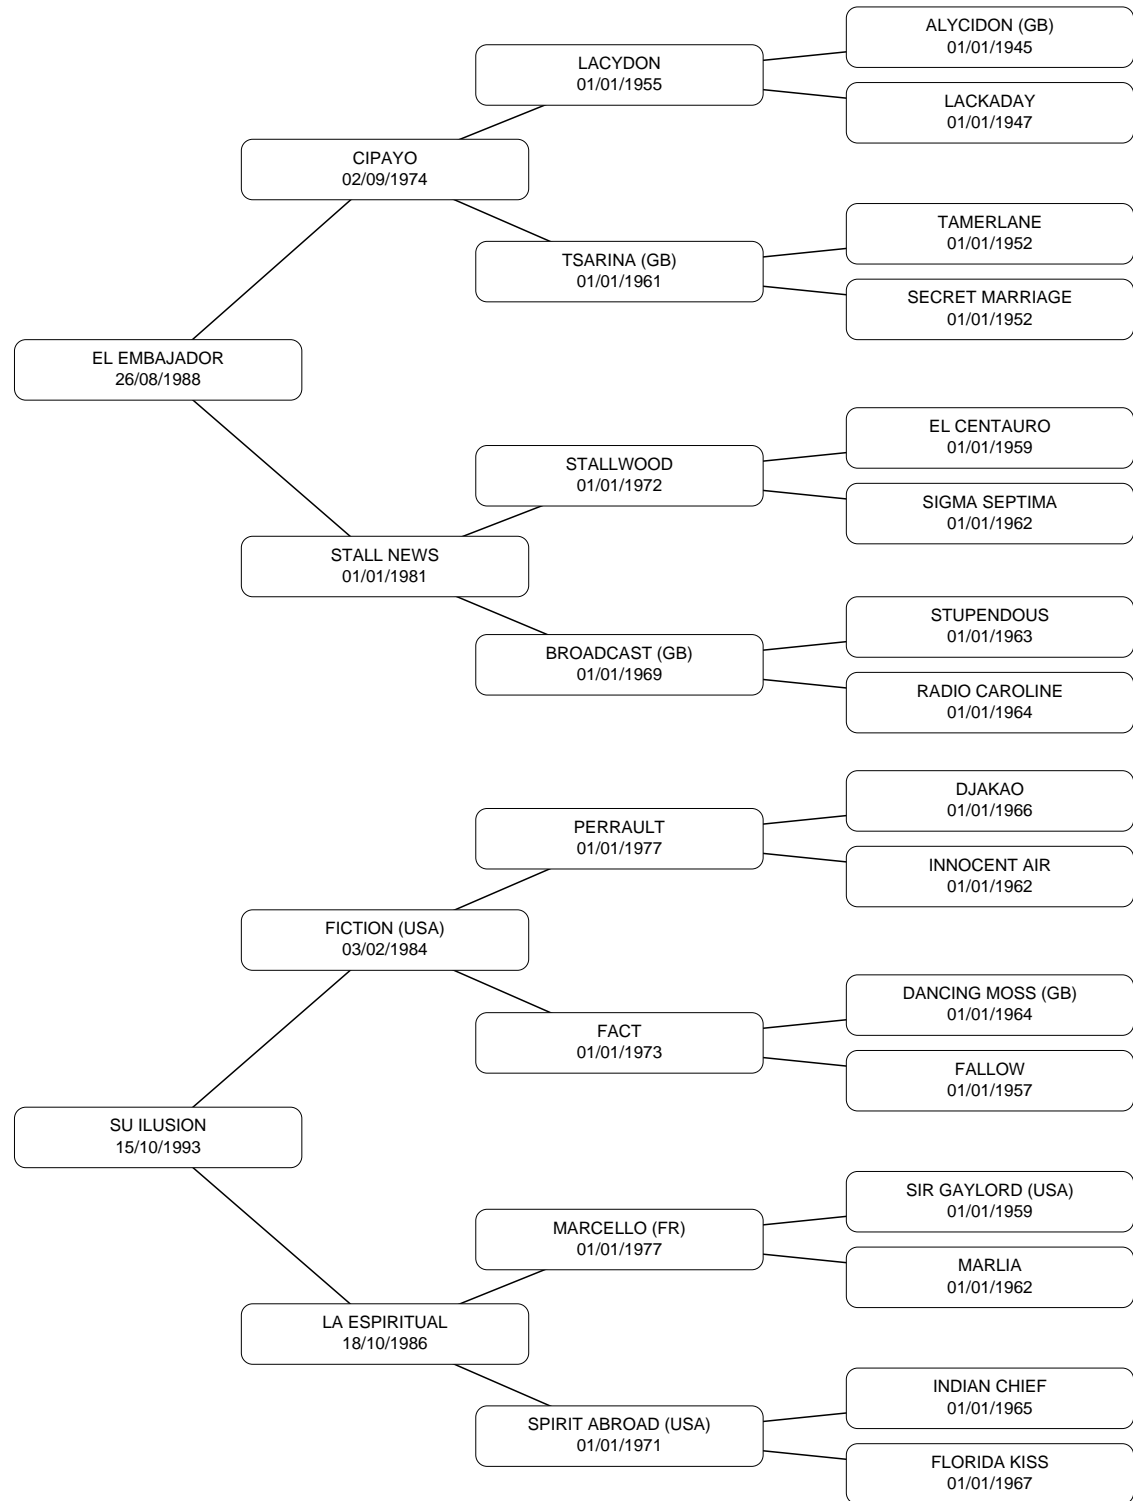 ALYCIDON (GB)
01/01/1945
LACYDON
01/01/1955
LACKADAY
01/01/1947
CIPAYO
02/09/1974
TAMERLANE
01/01/1952
TSARINA (GB)
01/01/1961
SECRET MARRIAGE
01/01/1952
EL EMBAJADOR
26/08/1988
EL CENTAURO
01/01/1959
STALLWOOD
01/01/1972
SIGMA SEPTIMA
01/01/1962
STALL NEWS
01/01/1981
STUPENDOUS
01/01/1963
BROADCAST (GB)
01/01/1969
RADIO CAROLINE
01/01/1964
DJAKAO
01/01/1966
PERRAULT
01/01/1977
INNOCENT AIR
01/01/1962
FICTION (USA)
03/02/1984
DANCING MOSS (GB)
01/01/1964
FACT
01/01/1973
FALLOW
01/01/1957
SU ILUSION
15/10/1993
SIR GAYLORD (USA)
01/01/1959
MARCELLO (FR)
01/01/1977
MARLIA
01/01/1962
LA ESPIRITUAL
18/10/1986
INDIAN CHIEF
01/01/1965
SPIRIT ABROAD (USA)
01/01/1971
FLORIDA KISS
01/01/1967